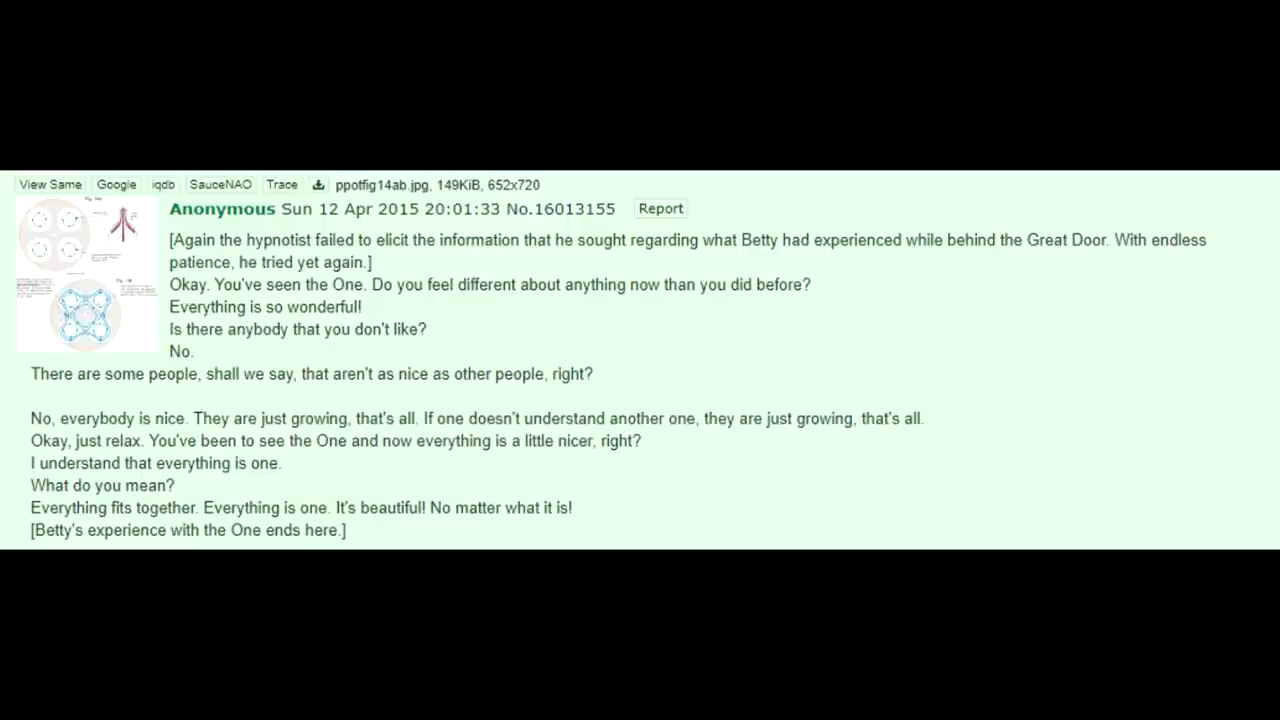 View Same Google iqdb SauceNAO Trace ppotfig14ab.jpg, 149KiB, 652x720
Anonymous Sun 12 Apr 2015 20:01:33 No.16013155 Report
[Again the hypnotist failed to elicit the information that he sought regarding what Betty had experienced while behind the Great Door. With endless
patience, he tried yet again.]
Okay. You've seen the One. Do you feel different about anything now than you did before?
Everything is so wonderful!
Is there anybody that you don't like?
No.
There are some people, shall we say, that aren't as nice as other people, right?
No, everybody is nice. They are just growing, that's all. If one doesn't understand another one, they are just growing, that's all.
Okay, just relax. You've been to see the One and now everything is a little nicer, right?
I understand that everything is one.
What do you mean?
Everything fits together. Everything is one. It's beautiful! No matter what it is!
[Betty's experience with the One ends here.]